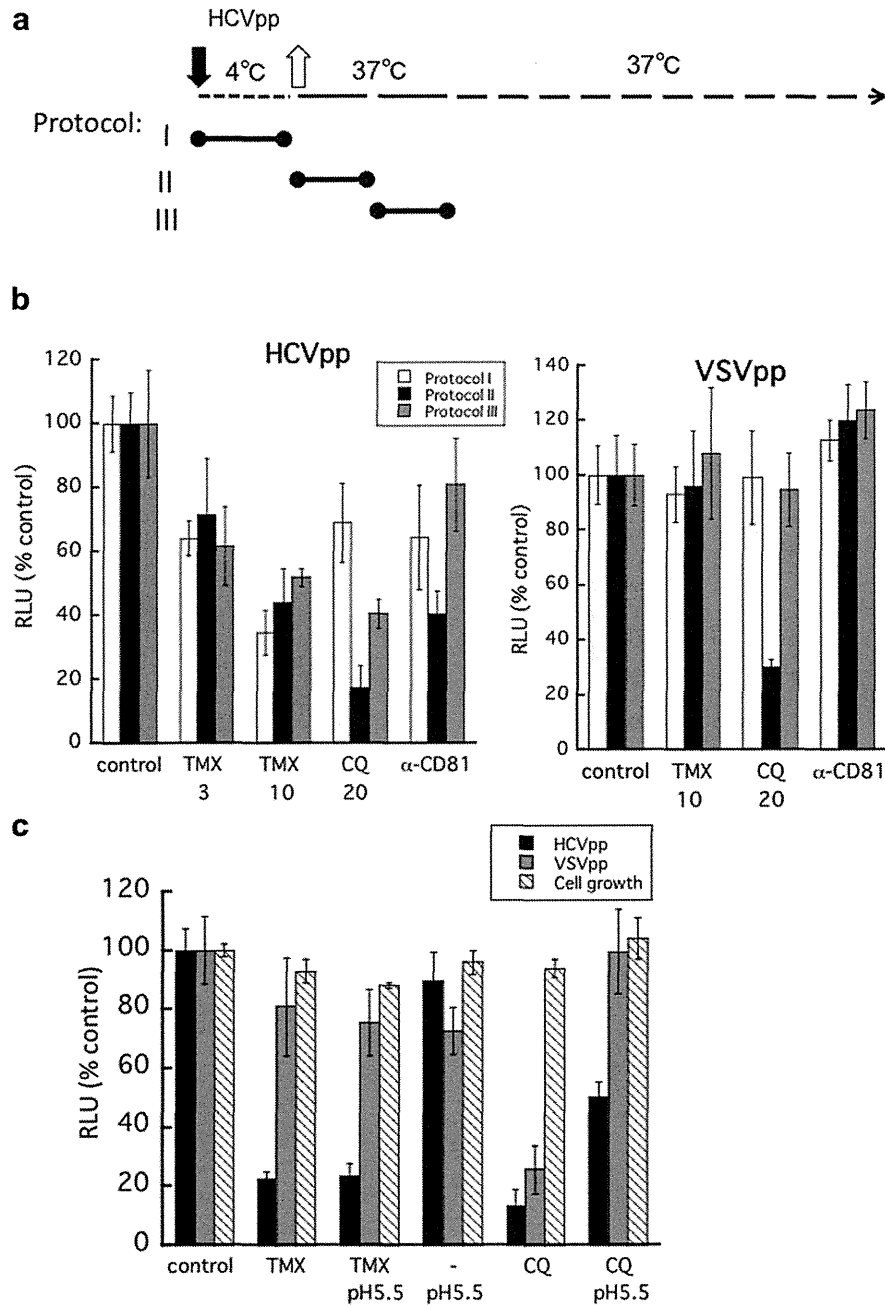 a
HCVpp
4°C 37°C 37°C
Protocol:
I
II
III
b
HCVpp
Protocol I
Protocol II
Protocol III
RLU (% control)
120
100
80
60
40
20
0
control TMX 3 TMX 10 CQ 20 α-CD81
VSVpp
RLU (% control)
140
120
100
80
60
40
20
0
control TMX 10 CQ 20 α-CD81
c
HCVpp
VSVpp
Cell growth
RLU (% control)
120
100
80
60
40
20
0
control TMX TMX pH5.5 - pH5.5 CQ CQ pH5.5